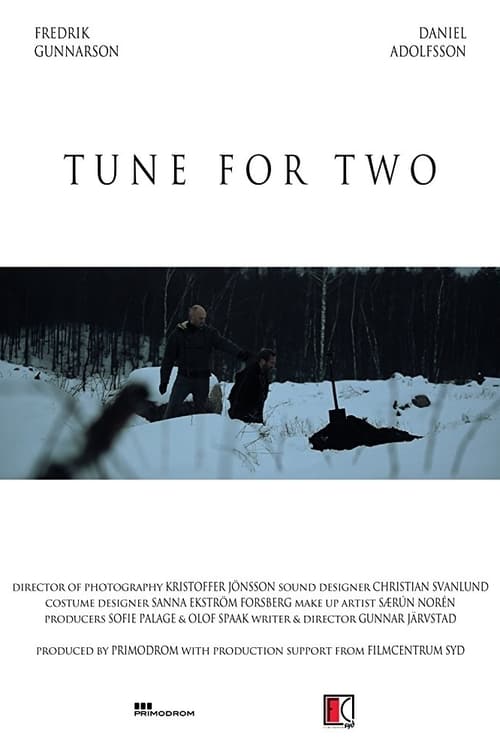 FREDRIK
GUNNARSON
DANIEL
ADOLFSSON
TUNE FOR TWO
DIRECTOR OF PHOTOGRAPHY KRISTOFFER JÖNSSON SOUND DESIGNER CHRISTIAN SVANLUND
COSTUME DESIGNER SANNA EKSTRÖM FORSBERG MAKE UP ARTIST SÆRÚN NORÉN
PRODUCERS SOFIE PALAGE & OLOF SPAAK WRITER & DIRECTOR GUNNAR JÄRVSTAD
PRODUCED BY PRIMODROM WITH PRODUCTION SUPPORT FROM FILMCENTRUM SYD
PRIMODROM
FC
syd